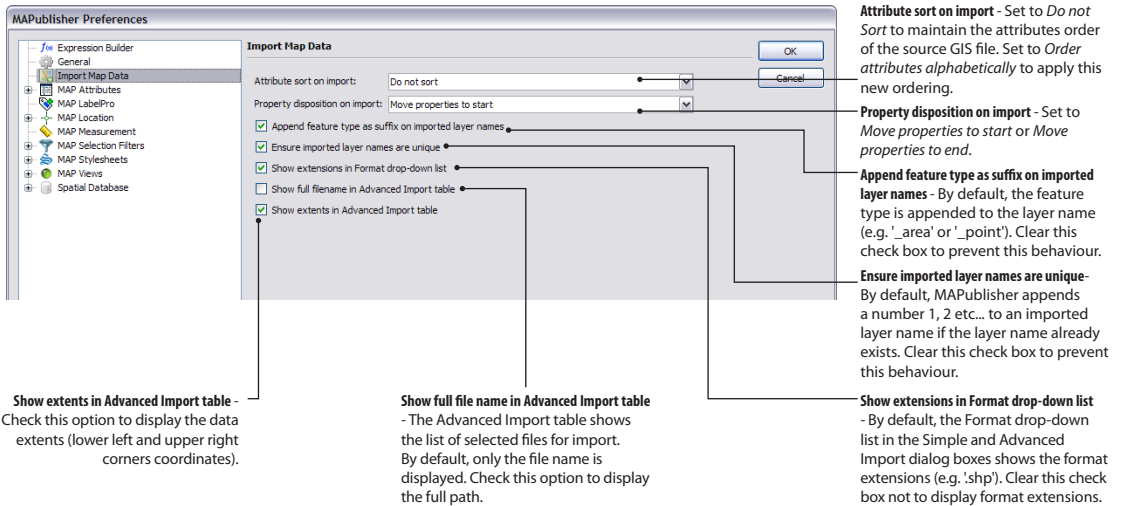 MAPublisher Preferences
Expression Builder
General
Import Map Data
MAP Attributes
MAP LabelPro
MAP Location
MAP Measurement
MAP Selection Filters
MAP Stylesheets
MAP Views
Spatial Database
Import Map Data
Attribute sort on import:
Do not sort
Property disposition on import:
Move properties to start
Append feature type as suffix on imported layer names
Ensure imported layer names are unique
Show extensions in Format drop-down list
Show full filename in Advanced Import table
Show extents in Advanced Import table
OK
Cancel
Attribute sort on import - Set to Do not
Sort to maintain the attributes order
of the source GIS file. Set to Order
attributes alphabetically to apply this
new ordering.
Property disposition on import - Set to
Move properties to start or Move
properties to end.
Append feature type as suffix on imported
layer names - By default, the feature
type is appended to the layer name
(e.g. '_area' or '_point'). Clear this
check box to prevent this behaviour.
Ensure imported layer names are unique-
By default, MAPublisher appends
a number 1, 2 etc... to an imported
layer name if the layer name already
exists. Clear this check box to prevent
this behaviour.
Show extents in Advanced Import table -
Check this option to display the data
extents (lower left and upper right
corners coordinates).
Show full file name in Advanced Import table
- The Advanced Import table shows
the list of selected files for import.
By default, only the file name is
displayed. Check this option to display
the full path.
Show extensions in Format drop-down list
- By default, the Format drop-down
list in the Simple and Advanced
Import dialog boxes shows the format
extensions (e.g. '.shp'). Clear this check
box not to display format extensions.